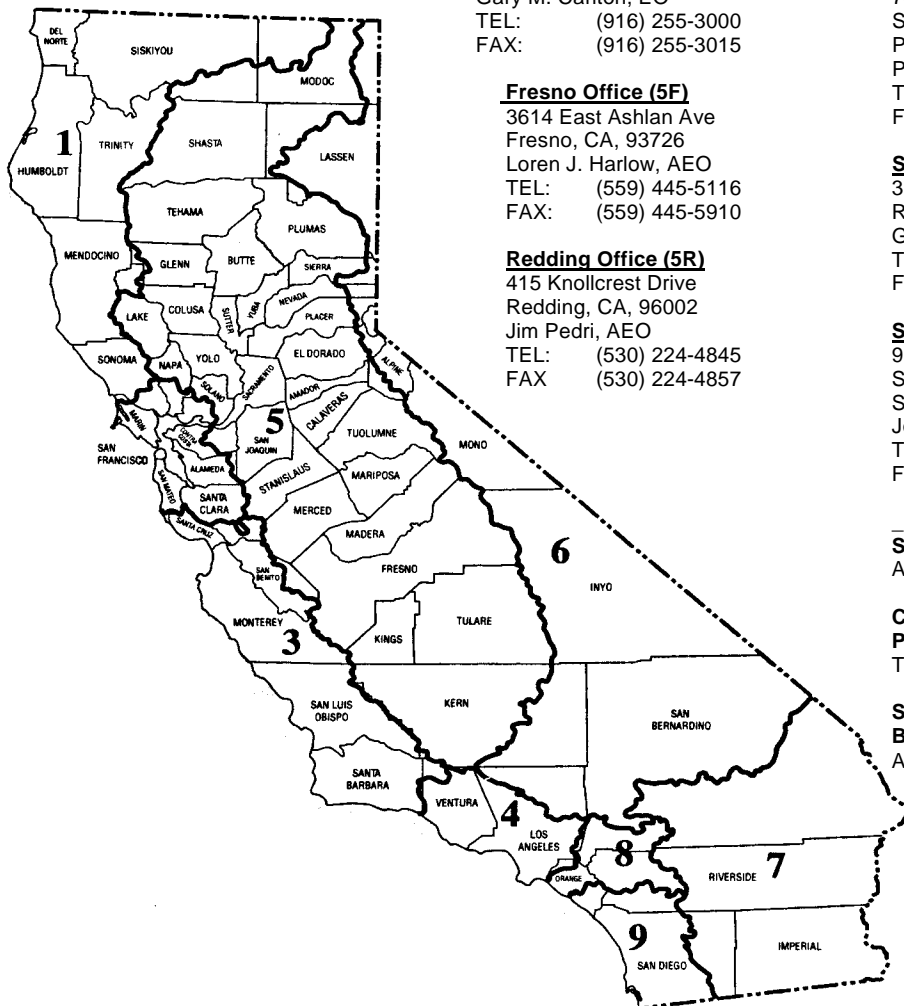 Gary M. Carlton, EO
TEL: (916) 255-3000
FAX: (916) 255-3015
Fresno Office (5F)
3614 East Ashlan Ave
Fresno, CA, 93726
Loren J. Harlow, AEO
TEL: (559) 445-5116
FAX: (559) 445-5910
Redding Office (5R)
415 Knollcrest Drive
Redding, CA, 96002
Jim Pedri, AEO
TEL: (530) 224-4845
FAX (530) 224-4857
DEL NORTE
SISKIYOU
MODOC
1
HUMBOLDT
TRINITY
SHASTA
LASSEN
TEHAMA
PLUMAS
MENDOCINO
GLENN
BUTTE
SIERRA
LAKE
COLUSA
SUTTER
YUBA
NEVADA
PLACER
SONOMA
NAPA
YOLO
SACRAMENTO
EL DORADO
ALPINE
SOLANO
AMADOR
MARIN
CONTRA COSTA
5
SAN JOAQUIN
CALAVERAS
TUOLUMNE
MONO
SAN FRANCISCO
ALAMEDA
STANISLAUS
MARIPOSA
SAN MATEO
SANTA CLARA
MERCED
SANTA CRUZ
MADERA
6
SAN BENITO
FRESNO
INYO
MONTEREY
3
KINGS
TULARE
SAN LUIS OBISPO
KERN
SAN BERNARDINO
SANTA BARBARA
VENTURA
4
LOS ANGELES
8
7
ORANGE
RIVERSIDE
9
SAN DIEGO
IMPERIAL